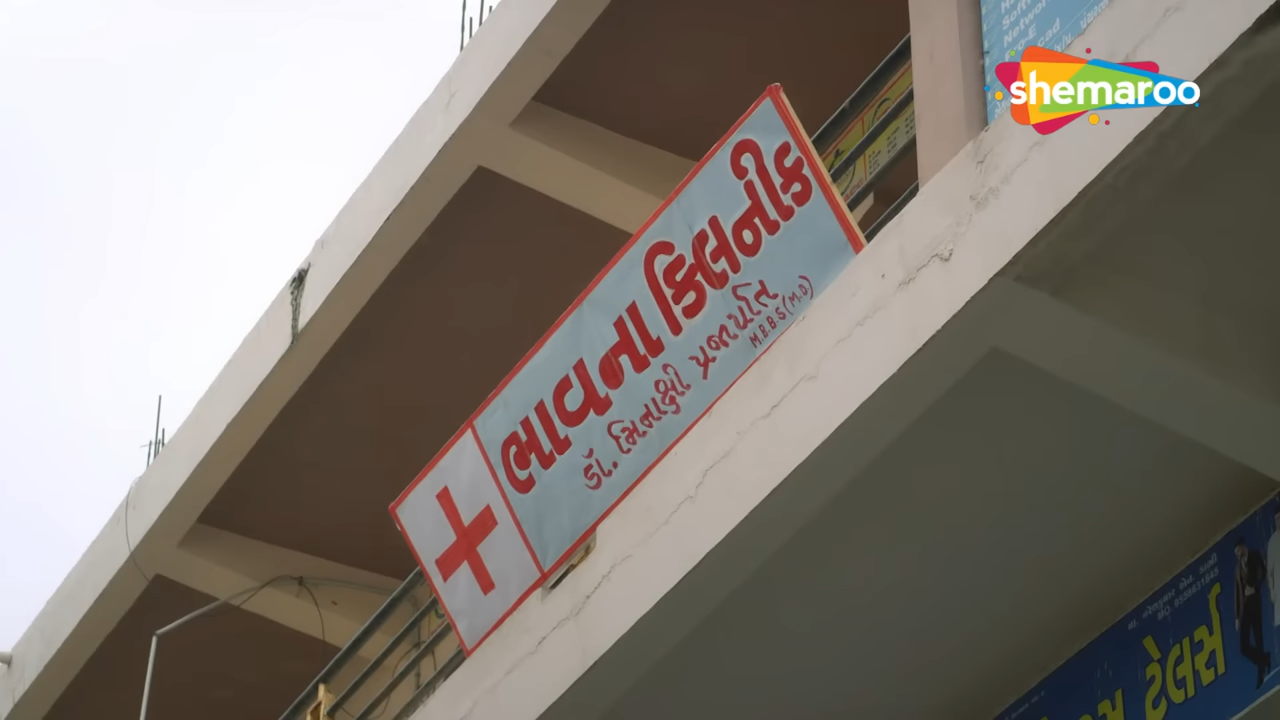 ભાવના ક્લિનીક
ડૉ. મિનાક્ષી પ્રજાપતિ
M.B.B.S (M.D)
shemaroo
ટેલર્સ